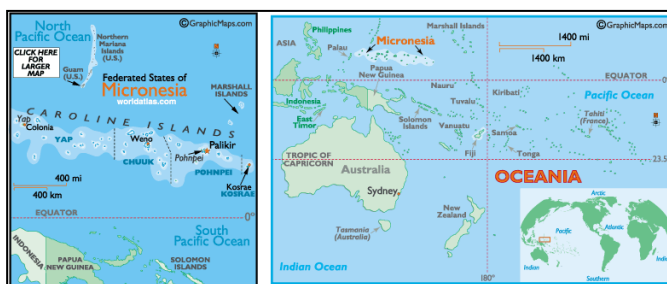 ©GraphicMaps.com
North
Pacific Ocean
Northern
Mariana
Islands
(U.S.)
CLICK HERE
FOR
LARGER
MAP
Guam
(U.S.)
Federated States of
Micronesia
worldatlas.com
MARSHALL
ISLANDS
CAROLINE ISLANDS
Yap
Colonia
YAP
Weno
CHUUK
Palikir
Pohnpei
POHNPEI
Kosrae
KOSRAE
400 mi
400 km
EQUATOR
0°
South
Pacific Ocean
INDONESIA
PAPUA
NEW GUINEA
SOLOMON
ISLANDS
©GraphicMaps.com
Philippines
Marshall Islands
1400 mi
1400 km
ASIA
Palau
Micronesia
Papua
New Guinea
EQUATOR
0
Nauru
Kiribati
Pacific Ocean
Indonesia
East
Timor
Tuvalu
Solomon
Islands
Vanuatu
Samoa
Tahiti
(France)
Fiji
Tonga
TROPIC OF
CAPRICORN
23.5
Australia
OCEANIA
Sydney
New
Zealand
Tasmania
(Australia)
Indian Ocean
180°
Arctic
Pacific
Atlantic
Indian
Indian
Southern